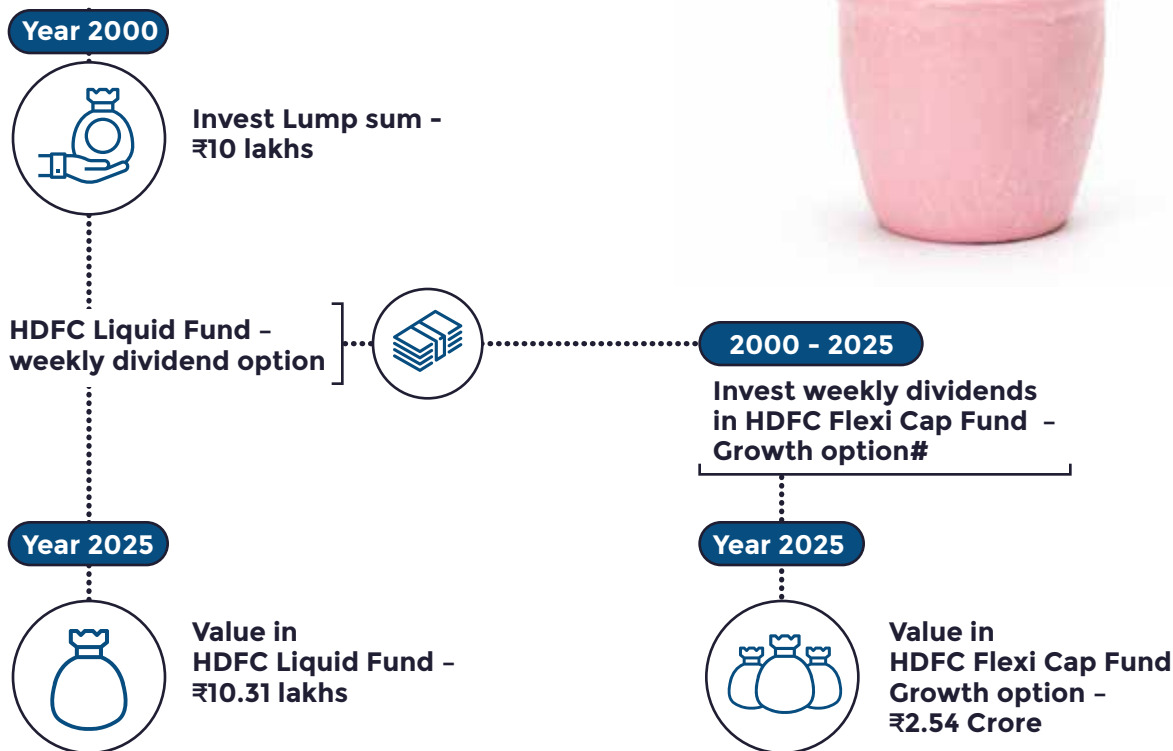 Year 2000
Invest Lump sum -
₹10 lakhs
HDFC Liquid Fund –
weekly dividend option
2000 - 2025
Invest weekly dividends
in HDFC Flexi Cap Fund –
Growth option#
Year 2025
Value in
HDFC Liquid Fund –
₹10.31 lakhs
Year 2025
Value in
HDFC Flexi Cap Fund
Growth option –
₹2.54 Crore